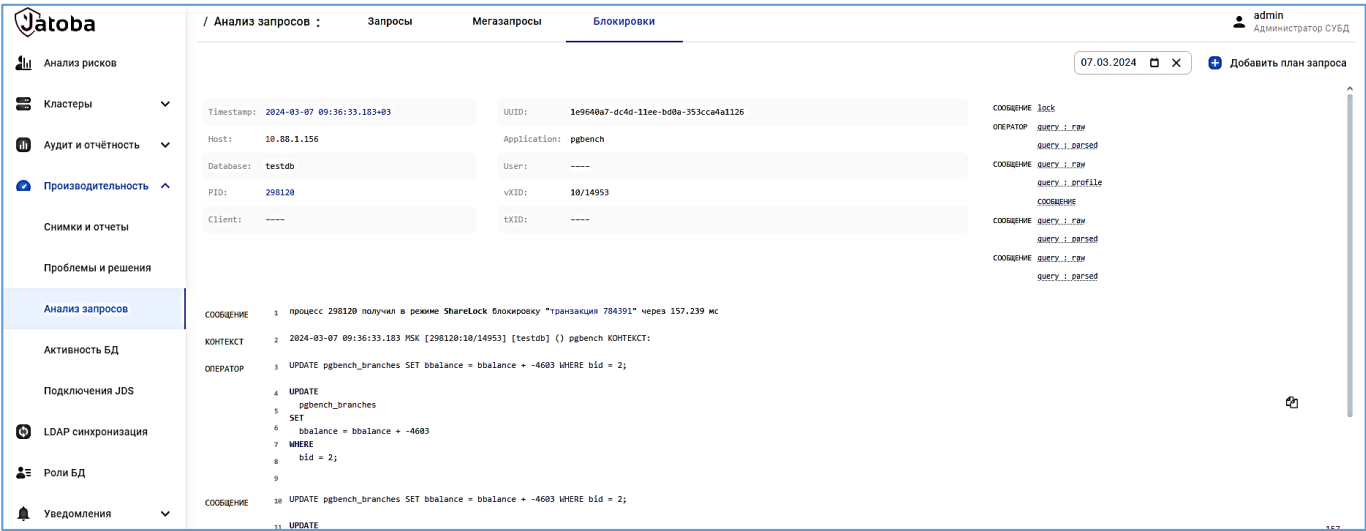 Jatoba
/ Анализ запросов :
Запросы
Мегазапросы
Блокировки
admin
Администратор СУБД
07.03.2024
Добавить план запроса
Анализ рисков
Кластеры
Аудит и отчётность
Производительность
Снимки и отчеты
Проблемы и решения
Анализ запросов
Активность БД
Подключения JDS
LDAP синхронизация
Роли БД
Уведомления
Timestamp: 2024-03-07 09:36:33.183+03
UUID: 1e9640a7-dc4d-11ee-bd0a-353cca4a1126
Host: 10.88.1.156
Application: pgbench
Database: testdb
User: ----
PID: 298120
vXID: 10/14953
Client: ----
tXID: ----
СООБЩЕНИЕ lock
ОПЕРАТОР query : raw
query : parsed
СООБЩЕНИЕ query : raw
query : profile
СООБЩЕНИЕ
СООБЩЕНИЕ query : raw
query : parsed
СООБЩЕНИЕ query : raw
query : parsed
СООБЩЕНИЕ 1 процесс 298120 получил в режиме ShareLock блокировку "транзакция 784391" через 157.239 мс
КОНТЕКСТ 2 2024-03-07 09:36:33.183 MSK [298120:10/14953] [testdb] () pgbench КОНТЕКСТ:
ОПЕРАТОР 3 UPDATE pgbench_branches SET bbalance = bbalance + -4603 WHERE bid = 2;
4 UPDATE
5 pgbench_branches
SET
6 bbalance = bbalance + -4603
7 WHERE
8 bid = 2;
9
СООБЩЕНИЕ 10 UPDATE pgbench_branches SET bbalance = bbalance + -4603 WHERE bid = 2;
11 UPDATE
157